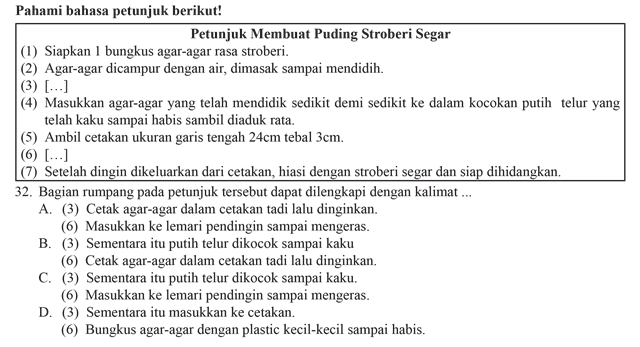 Pahami bahasa petunjuk berikut!
Petunjuk Membuat Puding Stroberi Segar
(1) Siapkan 1 bungkus agar-agar rasa stroberi.
(2) Agar-agar dicampur dengan air, dimasak sampai mendidih.
(3) [...]
(4) Masukkan agar-agar yang telah mendidik sedikit demi sedikit ke dalam kocokan putih telur yang
telah kaku sampai habis sambil diaduk rata.
(5) Ambil cetakan ukuran garis tengah 24cm tebal 3cm.
(6) [...]
(7) Setelah dingin dikeluarkan dari cetakan, hiasi dengan stroberi segar dan siap dihidangkan.
32. Bagian rumpang pada petunjuk tersebut dapat dilengkapi dengan kalimat ...
A. (3) Cetak agar-agar dalam cetakan tadi lalu dinginkan.
(6) Masukkan ke lemari pendingin sampai mengeras.
B. (3) Sementara itu putih telur dikocok sampai kaku
(6) Cetak agar-agar dalam cetakan tadi lalu dinginkan.
C. (3) Sementara itu putih telur dikocok sampai kaku.
(6) Masukkan ke lemari pendingin sampai mengeras.
D. (3) Sementara itu masukkan ke cetakan.
(6) Bungkus agar-agar dengan plastic kecil-kecil sampai habis.